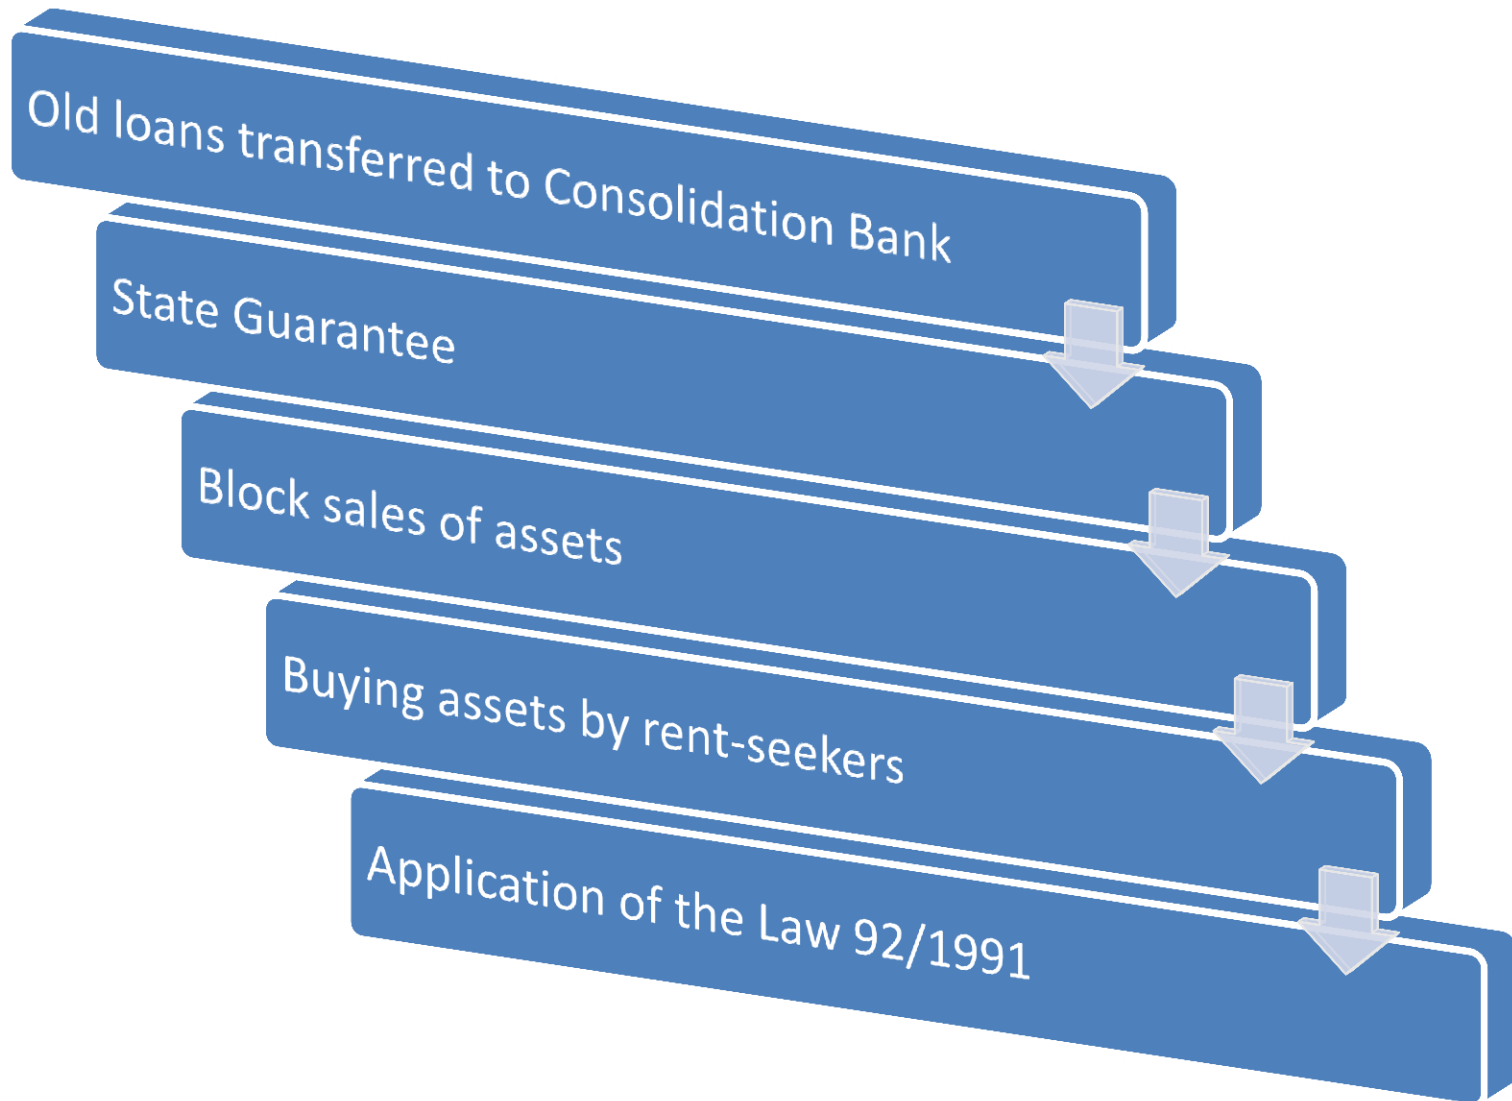 Old loans transferred to Consolidation Bank
State Guarantee
Block sales of assets
Buying assets by rent-seekers
Application of the Law 92/1991